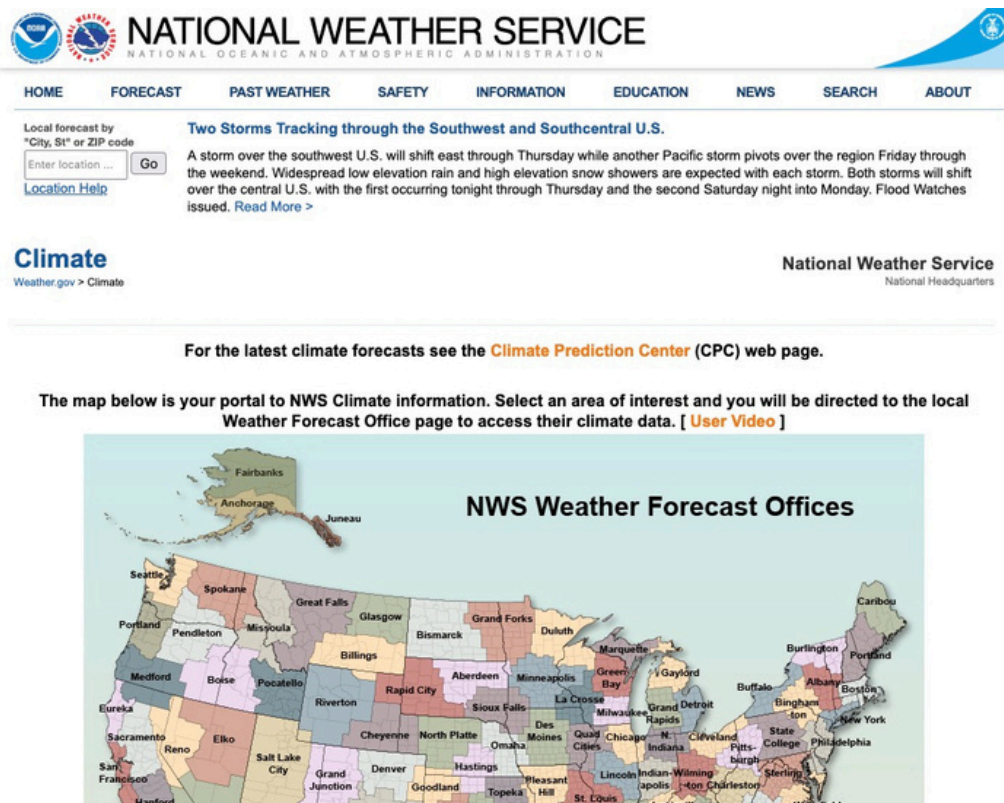 NOAA
NATIONAL WEATHER SERVICE
NATIONAL OCEANIC AND ATMOSPHERIC ADMINISTRATION
HOME FORECAST PAST WEATHER SAFETY INFORMATION EDUCATION NEWS SEARCH ABOUT
Local forecast by
"City, St" or ZIP code
Enter location ...
Go
Location Help
Two Storms Tracking through the Southwest and Southcentral U.S.
A storm over the southwest U.S. will shift east through Thursday while another Pacific storm pivots over the region Friday through
the weekend. Widespread low elevation rain and high elevation snow showers are expected with each storm. Both storms will shift
over the central U.S. with the first occurring tonight through Thursday and the second Saturday night into Monday. Flood Watches
issued. Read More >
Climate
Weather.gov > Climate
National Weather Service
National Headquarters
For the latest climate forecasts see the Climate Prediction Center (CPC) web page.
The map below is your portal to NWS Climate information. Select an area of interest and you will be directed to the local
Weather Forecast Office page to access their climate data. [ User Video ]
NWS Weather Forecast Offices
Fairbanks
Anchorage
Juneau
Seattle
Spokane
Great Falls
Glasgow
Portland
Pendleton
Missoula
Bismarck
Grand Forks
Duluth
Caribou
Billings
Marquette
Burlington
Portland
Medford
Boise
Pocatello
Riverton
Rapid City
Aberdeen
Minneapolis
Green
Bay
Gaylord
Buffalo
Albany
Boston
Eureka
Sioux Falls
La Crosse
Milwaukee
Grand
Rapids
Detroit
Bingham
-ton
New York
Sacramento
Reno
Elko
Salt Lake
City
Cheyenne
North Platte
Omaha
Des
Moines
Quad
Cities
Chicago
N.
Indiana
Cleveland
Pitts-
burgh
State
College
Philadelphia
San
Francisco
Grand
Junction
Denver
Hastings
Goodland
Topeka
Pleasant
Hill
Lincoln
Indian-
apolis
Wilming
-ton
Charleston
Sterling
Hanford
St. Louis